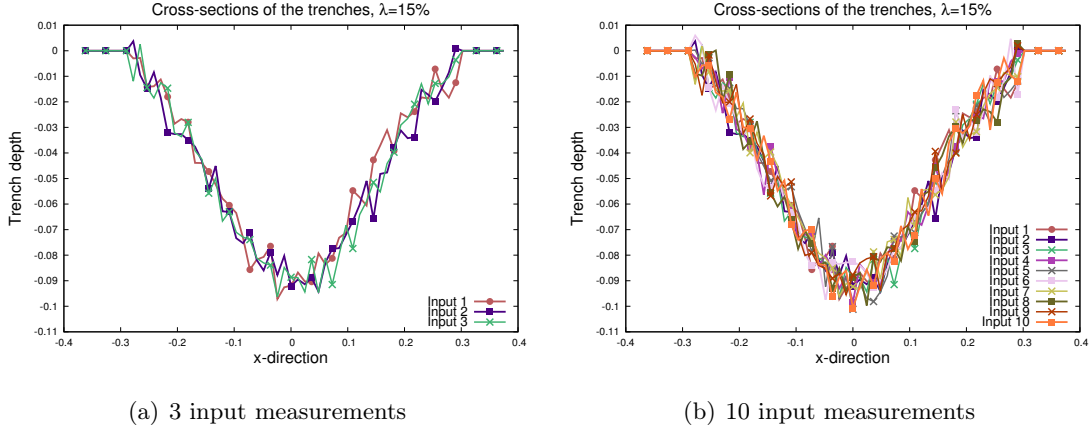 Cross-sections of the trenches, λ=15%
0.01
0
-0.01
-0.02
-0.03
-0.04
-0.05
-0.06
-0.07
-0.08
-0.09
-0.1
-0.11
Trench depth
-0.4 -0.3 -0.2 -0.1 0 0.1 0.2 0.3 0.4
x-direction
Input 1
Input 2
Input 3
(a) 3 input measurements
Cross-sections of the trenches, λ=15%
0.01
0
-0.01
-0.02
-0.03
-0.04
-0.05
-0.06
-0.07
-0.08
-0.09
-0.1
-0.11
Trench depth
-0.4 -0.3 -0.2 -0.1 0 0.1 0.2 0.3 0.4
x-direction
Input 1
Input 2
Input 3
Input 4
Input 5
Input 6
Input 7
Input 8
Input 9
Input 10
(b) 10 input measurements